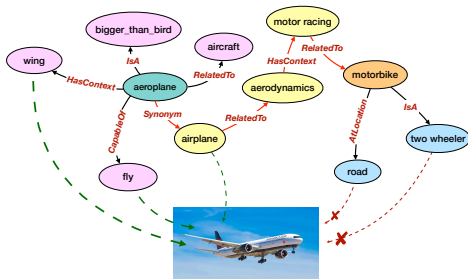 motor racing
bigger_than_bird
aircraft
wing
IsA
RelatedTo
HasContext
HasContext
RelatedTo
motorbike
aeroplane
aerodynamics
Synonym
RelatedTo
AtLocation
IsA
CapableOf
airplane
two wheeler
fly
road